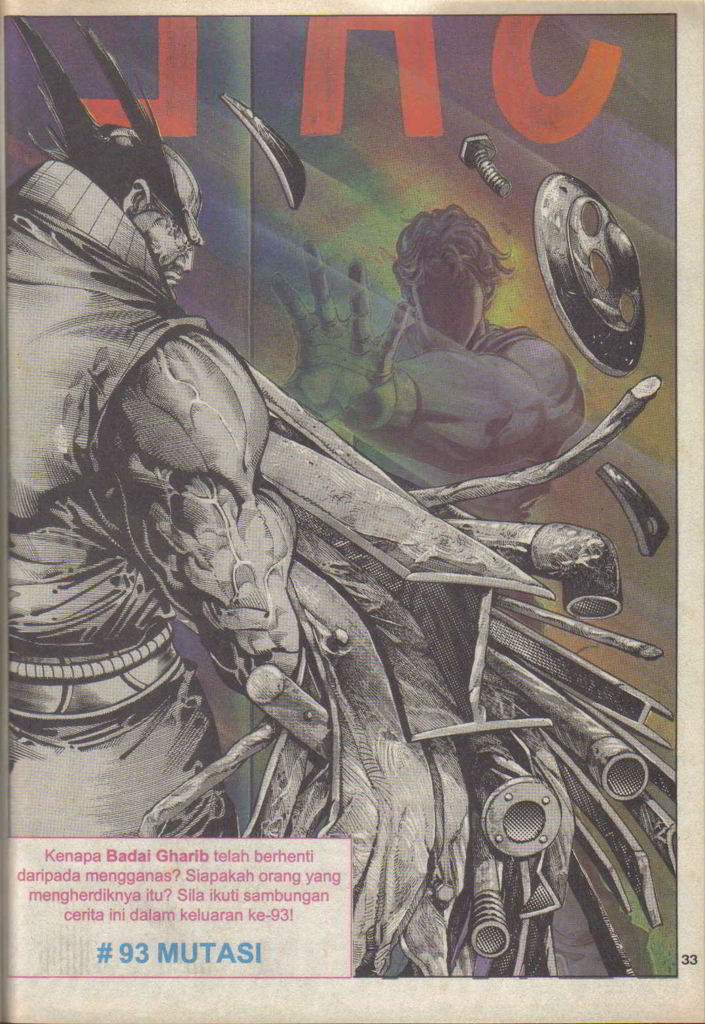 Kenapa Badai Gharib telah berhenti
daripada mengganas? Siapakah orang yang
mengherdiknya itu? Sila ikuti sambungan
cerita ini dalam keluaran ke-93!
# 93 MUTASI
33